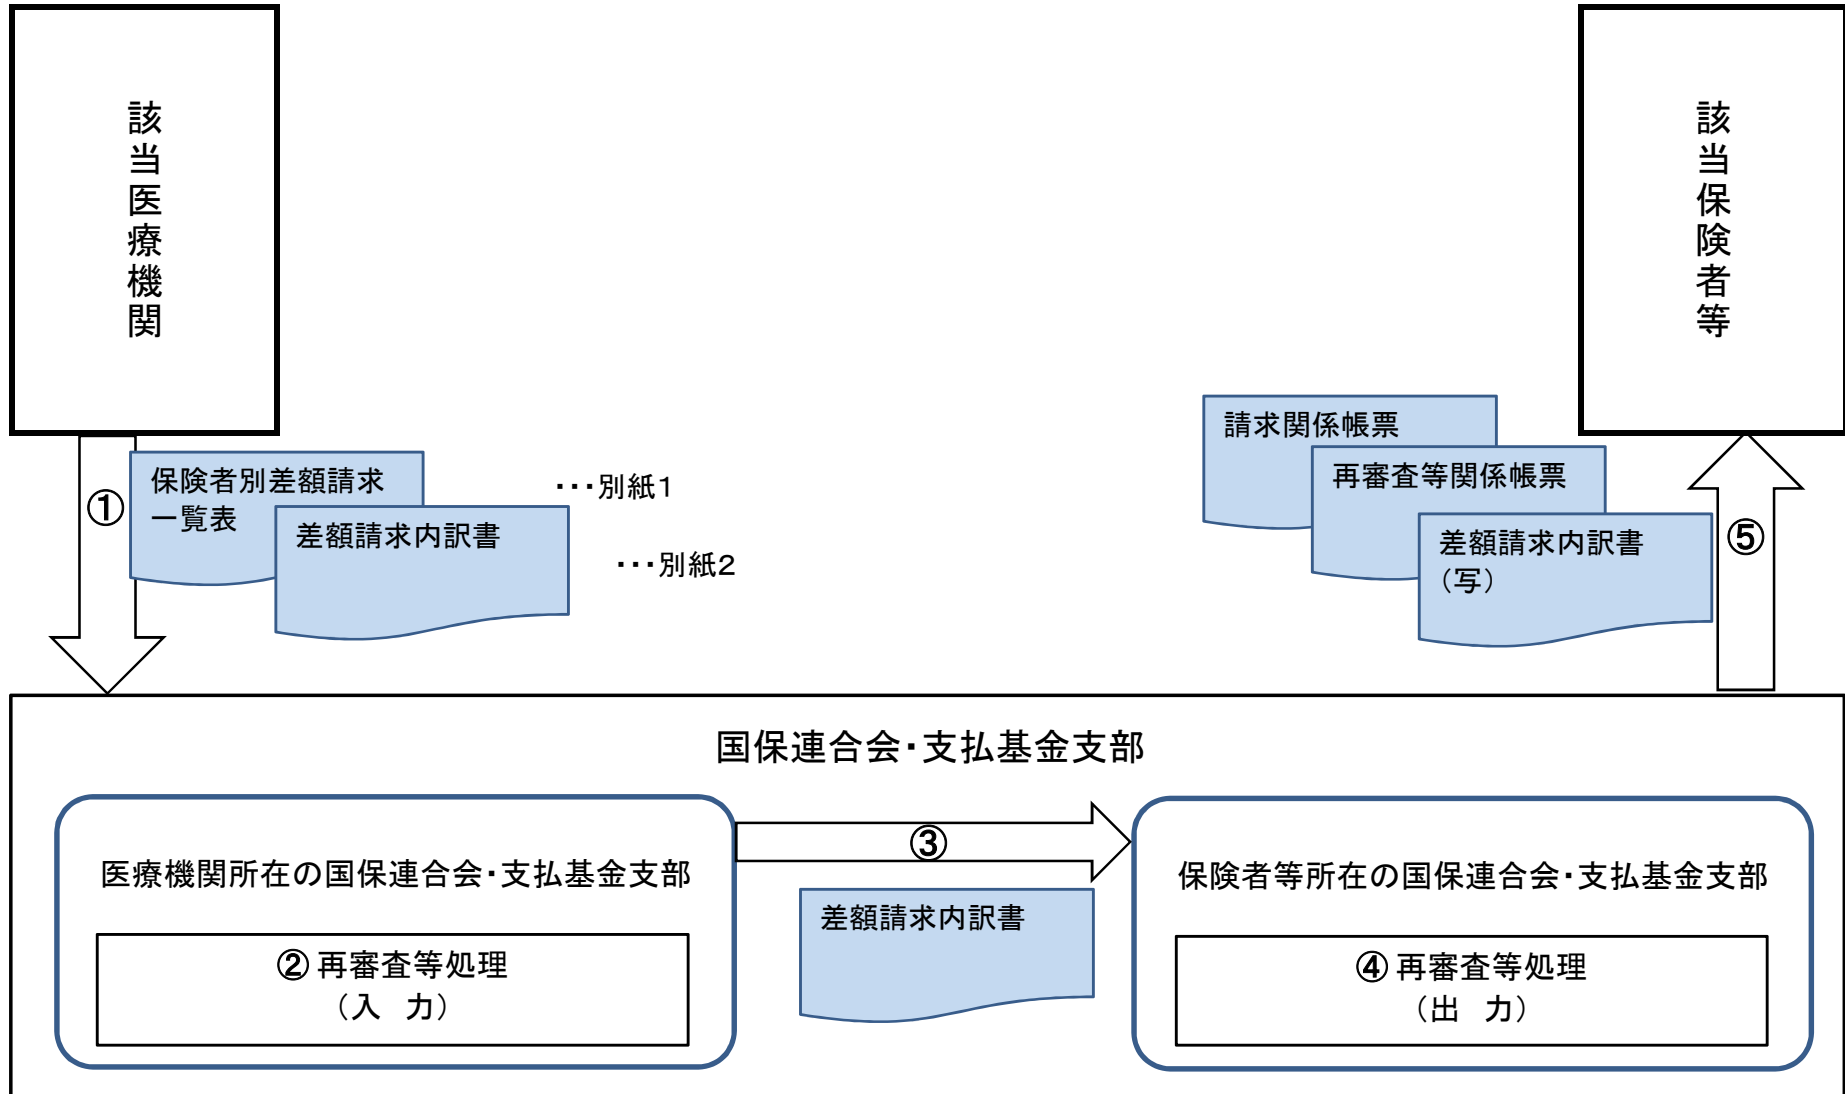 該当医療機関
該当保険者等
①
保険者別差額請求
一覧表
･･･別紙1
差額請求内訳書
･･･別紙2
請求関係帳票
再審査等関係帳票
差額請求内訳書
（写）
⑤
国保連合会･支払基金支部
医療機関所在の国保連合会･支払基金支部
②再審査等処理
（入　力）
③
差額請求内訳書
保険者等所在の国保連合会･支払基金支部
④再審査等処理
（出　力）